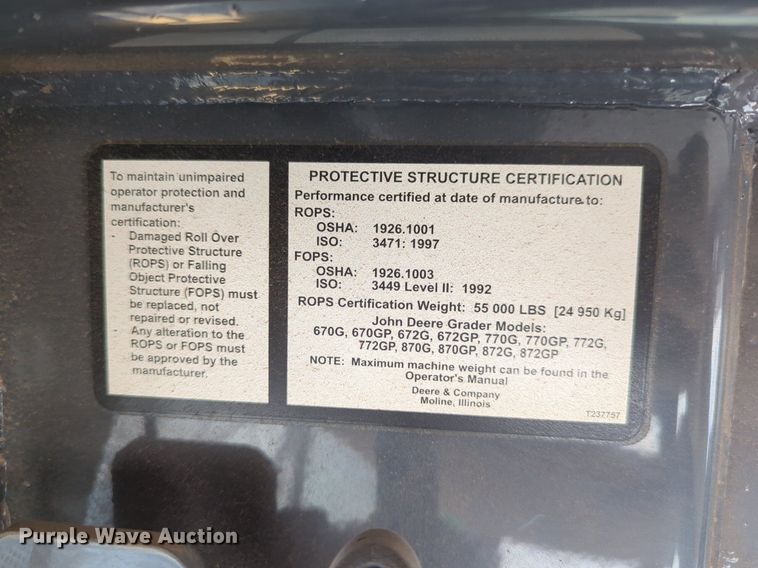 To maintain unimpaired
operator protection and
manufacturer's
certification:
- Damaged Roll Over
Protective Structure
(ROPS) or Falling
Object Protective
Structure (FOPS) must
be replaced, not
repaired or revised.
- Any alteration to the
ROPS or FOPS must
be approved by the
manufacturer.
PROTECTIVE STRUCTURE CERTIFICATION
Performance certified at date of manufacture to:
ROPS:
OSHA: 1926.1001
ISO: 3471: 1997
FOPS:
OSHA: 1926.1003
ISO: 3449 Level II: 1992
ROPS Certification Weight: 55 000 LBS [24 950 Kg]
John Deere Grader Models:
670G, 670GP, 672G, 672GP, 770G, 770GP, 772G,
772GP, 870G, 870GP, 872G, 872GP
NOTE: Maximum machine weight can be found in the
Operator's Manual
Deere & Company
Moline, Illinois
T237757
Purple Wave Auction